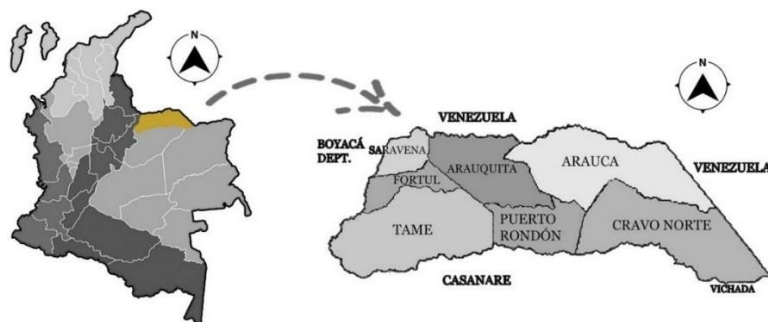 N
N
VENEZUELA
BOYACÁ
DEPT.
SARAVENA
ARAUQUITA
ARAUCA
VENEZUELA
FORTUL
TAME
PUERTO
RONDÓN
CRAVO NORTE
CASANARE
VICHADA